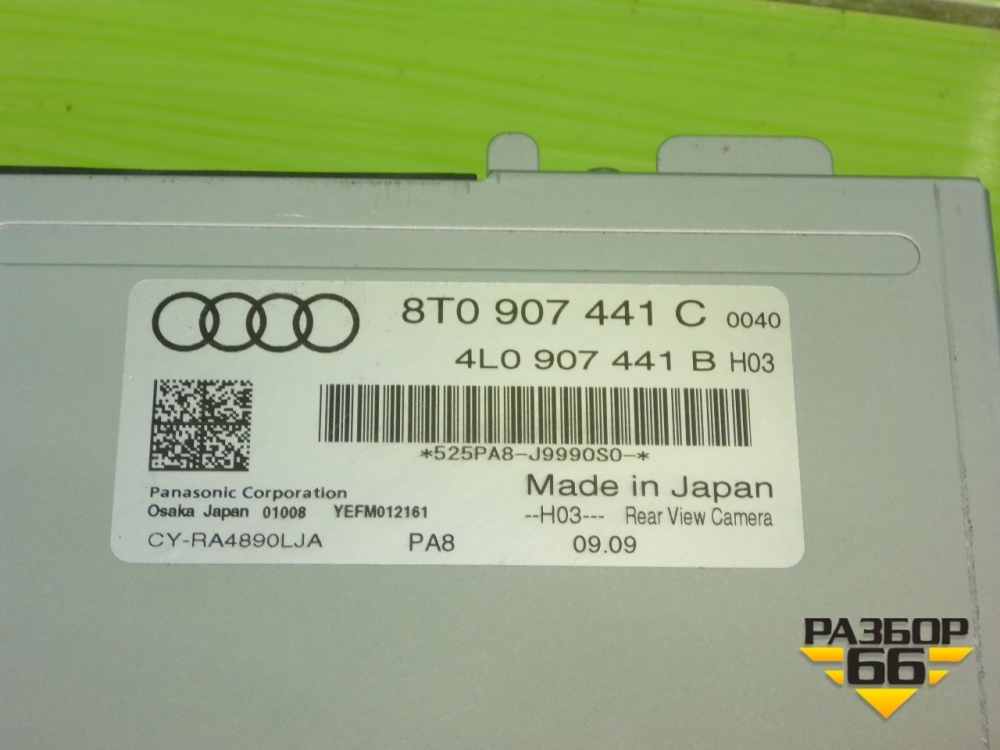 8T0 907 441 C 0040
4L0 907 441 B H03
*525PA8-J9990S0-*
Panasonic Corporation
Made in Japan
Osaka Japan 01008 YEFM012161
--H03--- Rear View Camera
CY-RA4890LJA PA8 09.09
РАЗБОР
66